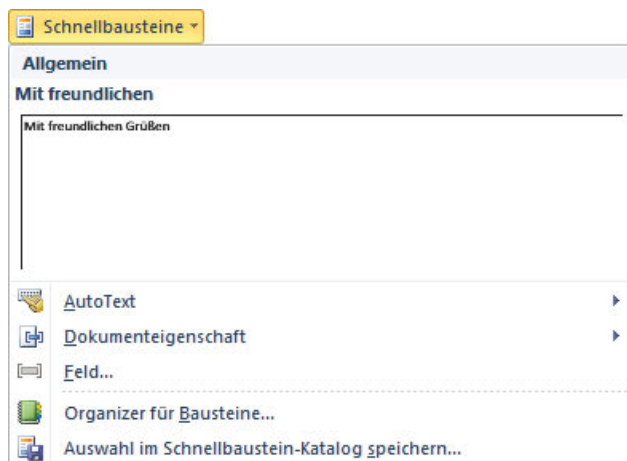 Schnellbausteine
Allgemein
Mit freundlichen
Mit freundlichen Grüßen
AutoText
Dokumenteigenschaft
Feld...
Organizer für Bausteine...
Auswahl im Schnellbaustein-Katalog speichern...